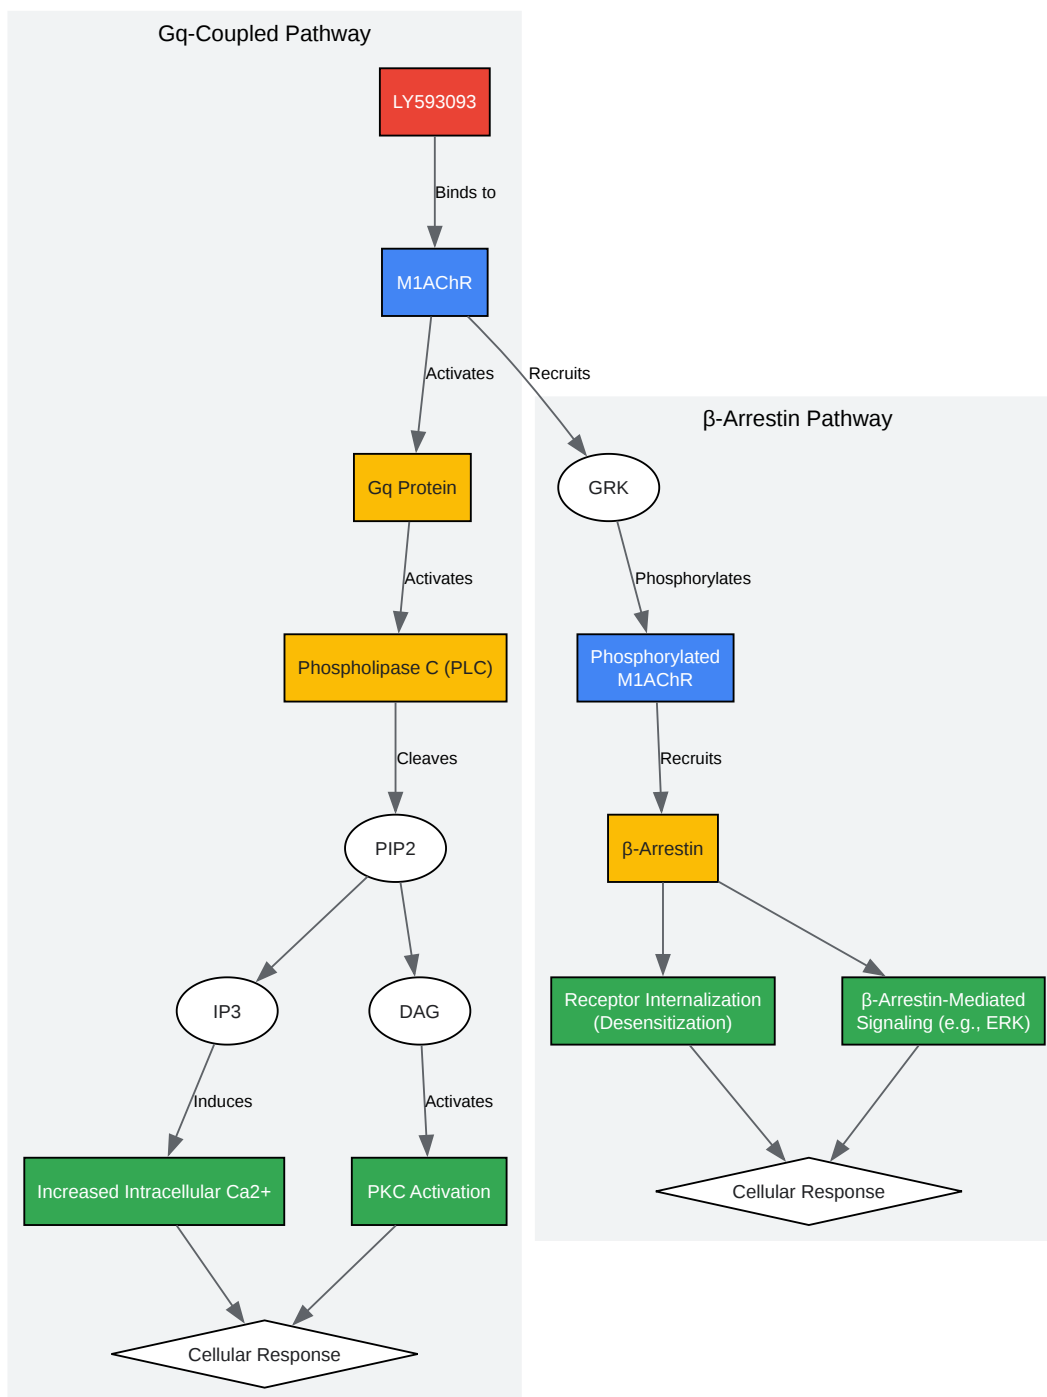 Gq-Coupled Pathway
LY593093
Binds to
M1AChR
Activates
Recruits
β-Arrestin Pathway
Gq Protein
GRK
Activates
Phosphorylates
Phospholipase C (PLC)
Phosphorylated
M1AChR
Cleaves
Recruits
PIP2
β-Arrestin
IP3
DAG
Receptor Internalization
(Desensitization)
β-Arrestin-Mediated
Signaling (e.g., ERK)
Induces
Activates
Increased Intracellular Ca2+
PKC Activation
Cellular Response
Cellular Response